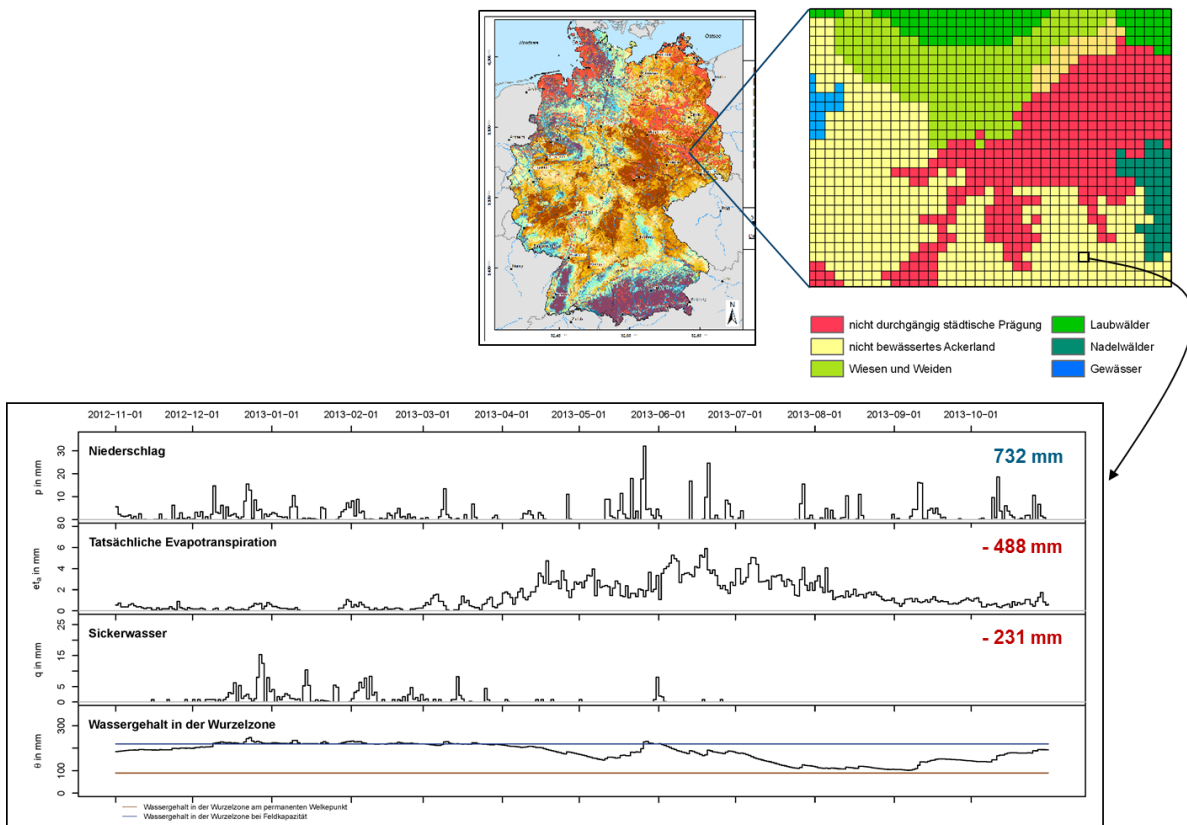 Nordsee
Ostsee
N
nicht durchgängig städtische Prägung
Laubwälder
nicht bewässertes Ackerland
Nadelwälder
Wiesen und Weiden
Gewässer
2012-11-01 2012-12-01 2013-01-01 2013-02-01 2013-03-01 2013-04-01 2013-05-01 2013-06-01 2013-07-01 2013-08-01 2013-09-01 2013-10-01
Niederschlag
732 mm
p in mm
0 10 20 30
Tatsächliche Evapotranspiration
- 488 mm
etₐ in mm
0 2 4 6 8
Sickerwasser
- 231 mm
q in mm
0 5 15 25
Wassergehalt in der Wurzelzone
θ in mm
0 100 300
Wassergehalt in der Wurzelzone am permanenten Welkepunkt
Wassergehalt in der Wurzelzone bei Feldkapazität